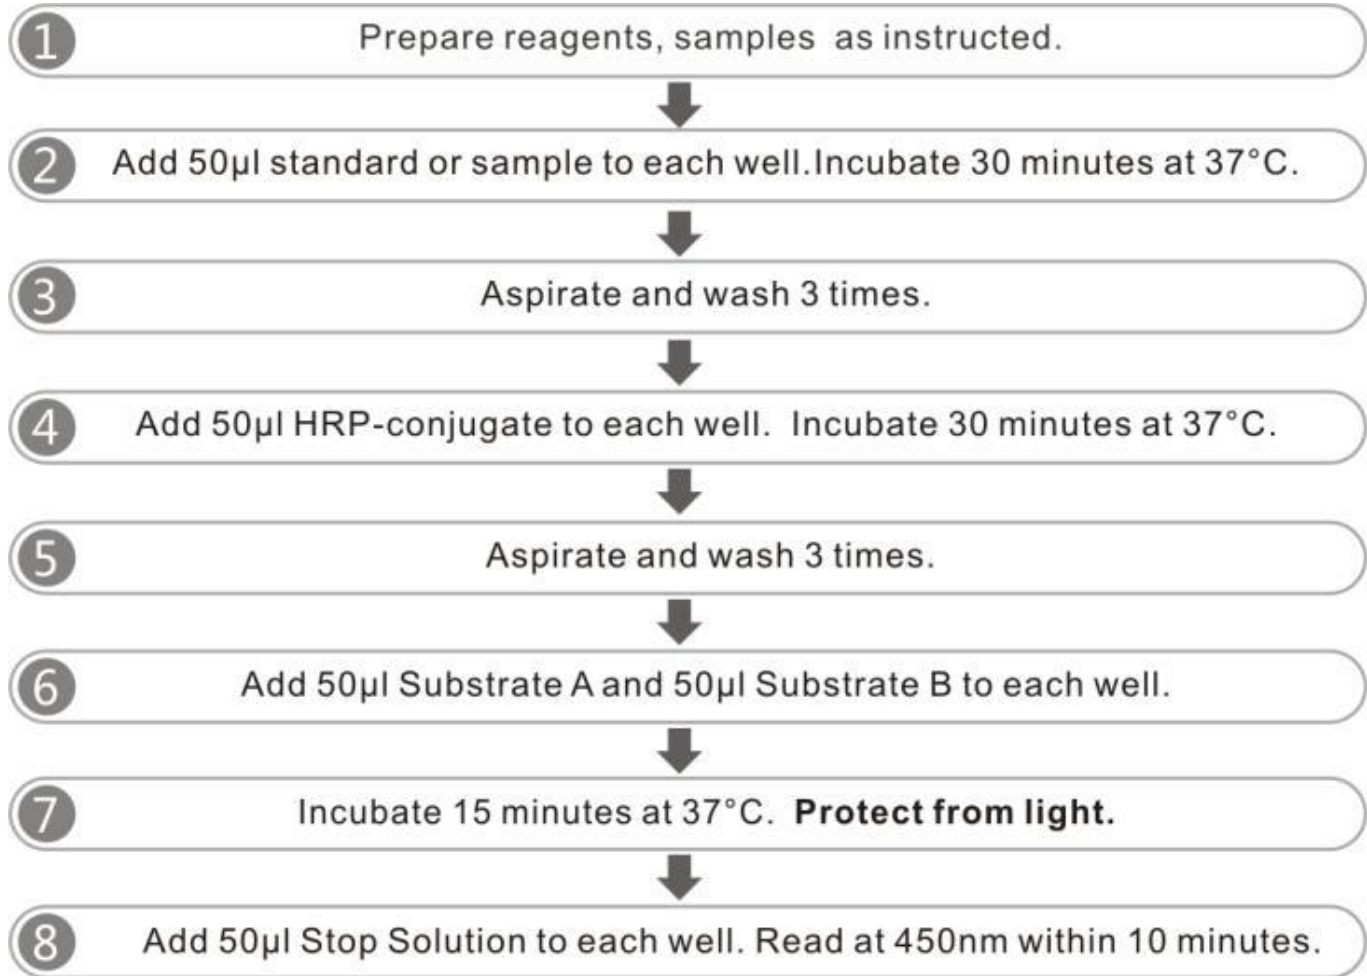 1 Prepare reagents, samples as instructed.
2 Add 50µl standard or sample to each well.Incubate 30 minutes at 37°C.
3 Aspirate and wash 3 times.
4 Add 50µl HRP-conjugate to each well. Incubate 30 minutes at 37°C.
5 Aspirate and wash 3 times.
6 Add 50µl Substrate A and 50µl Substrate B to each well.
7 Incubate 15 minutes at 37°C. Protect from light.
8 Add 50µl Stop Solution to each well. Read at 450nm within 10 minutes.